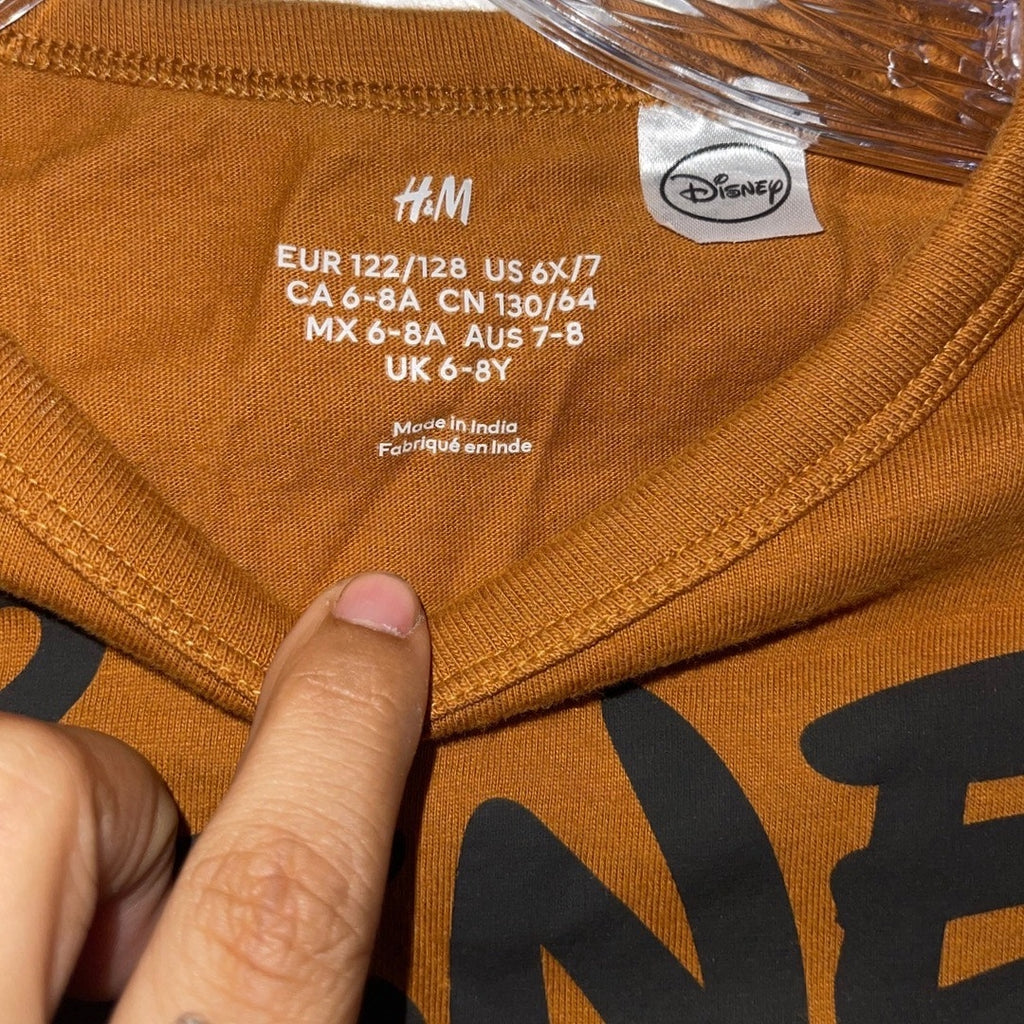 H&M
Disney
EUR 122/128 US 6X/7
CA 6-8A CN 130/64
MX 6-8A AUS 7-8
UK 6-8Y
Made in India
Fabriqué en Inde
NE